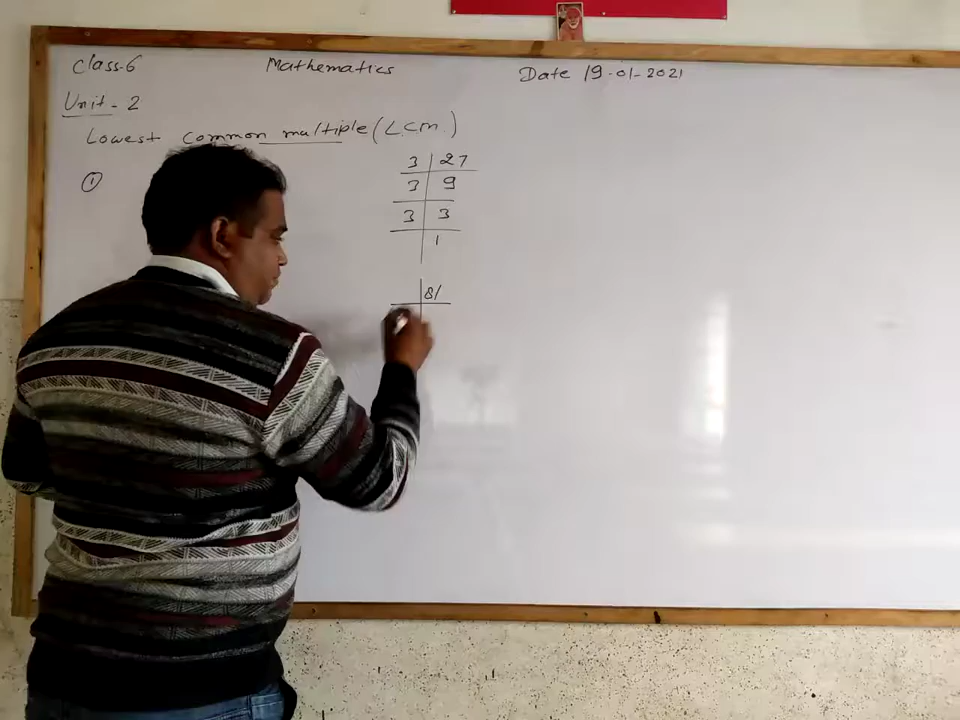 Class-6 Mathematics Date 19-01-2021
Unit-2
Lowest common multiple (L.C.m.)
①
3 | 27
3 | 9
3 | 3
1
81